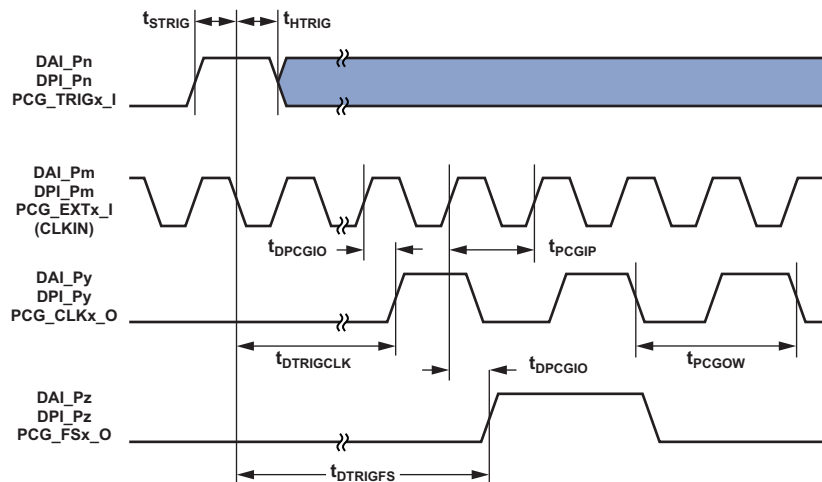 tSTRIG
tHTRIG
DAI_Pn
DPI_Pn
PCG_TRIGx_I
DAI_Pm
DPI_Pm
PCG_EXTx_I
(CLKIN)
tDPCGIO
tPCGIP
DAI_Py
DPI_Py
PCG_CLKx_O
tDTRIGCLK
tDPCGIO
tPCGOW
DAI_Pz
DPI_Pz
PCG_FSx_O
tDTRIGFS